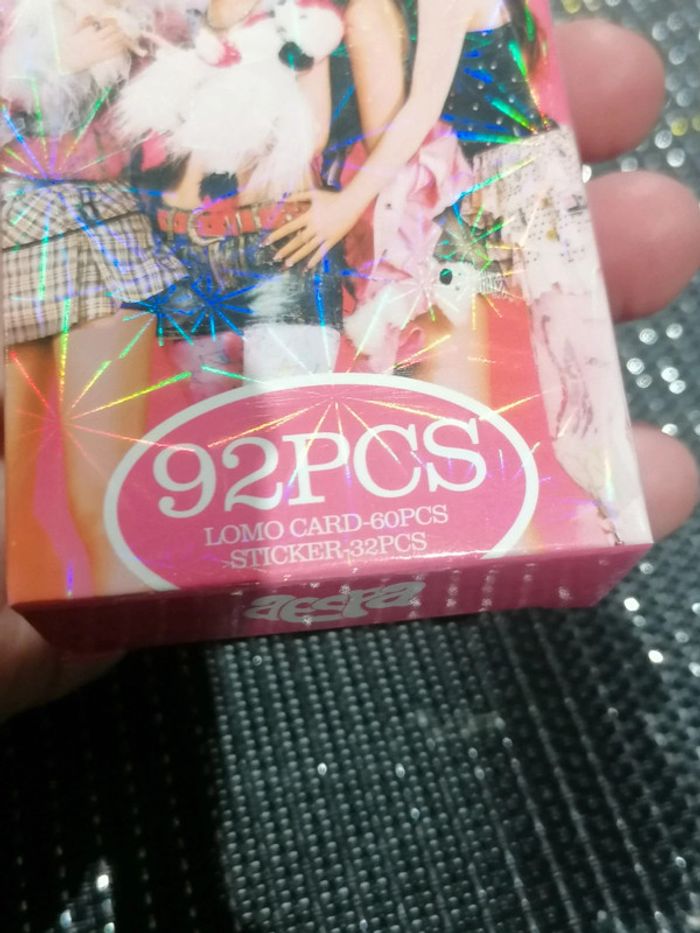 92PCS
LOMO CARD-60PCS
STICKER-32PCS
aespa